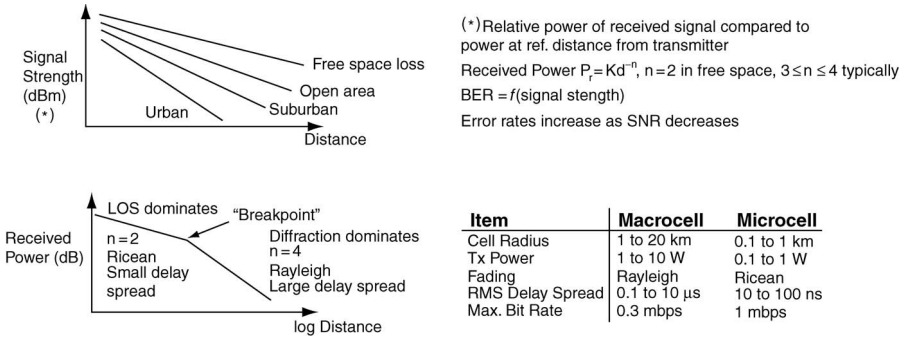 Signal
Strength
(dBm)
(*)
Free space loss
Open area
Suburban
Urban
Distance
(*)Relative power of received signal compared to
power at ref. distance from transmitter
Received Power Pr=Kd⁻ⁿ, n=2 in free space, 3≤n≤4 typically
BER =f(signal stength)
Error rates increase as SNR decreases
Received
Power (dB)
LOS dominates
"Breakpoint"
n=2
Ricean
Small delay
spread
Diffraction dominates
n=4
Rayleigh
Large delay spread
log Distance
Item Macrocell Microcell
Cell Radius 1 to 20 km 0.1 to 1 km
Tx Power 1 to 10 W 0.1 to 1 W
Fading Rayleigh Ricean
RMS Delay Spread 0.1 to 10 μs 10 to 100 ns
Max. Bit Rate 0.3 mbps 1 mbps